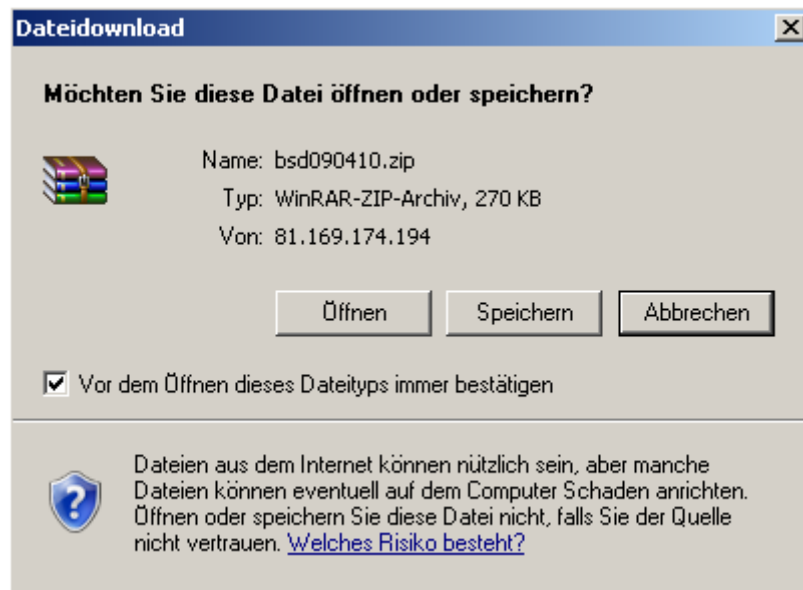 Dateidownload
Möchten Sie diese Datei öffnen oder speichern?
Name: bsd090410.zip
Typ: WinRAR-ZIP-Archiv, 270 KB
Von: 81.169.174.194
Öffnen Speichern Abbrechen
Vor dem Öffnen dieses Dateityps immer bestätigen
Dateien aus dem Internet können nützlich sein, aber manche
Dateien können eventuell auf dem Computer Schaden anrichten.
Öffnen oder speichern Sie diese Datei nicht, falls Sie der Quelle
nicht vertrauen. Welches Risiko besteht?